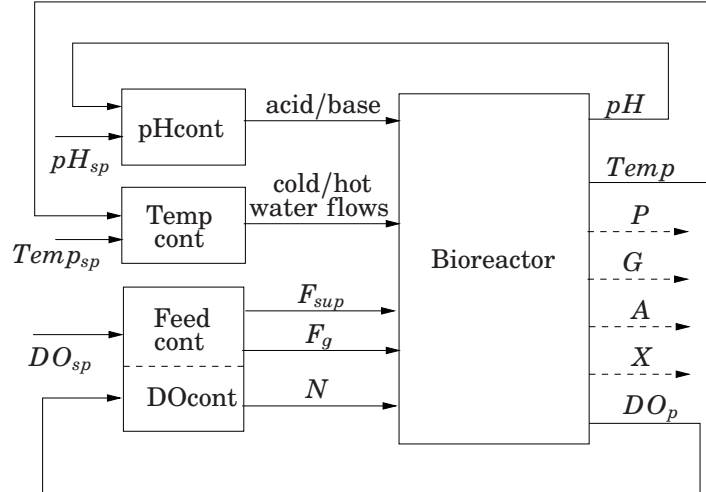 acid/base
pH
pHcont
pH_sp
cold/hot
water flows
Temp
Temp
cont
Temp_sp
P
G
A
X
DO_p
Bioreactor
Feed
cont
F_sup
F_g
DO_sp
DOcont
N